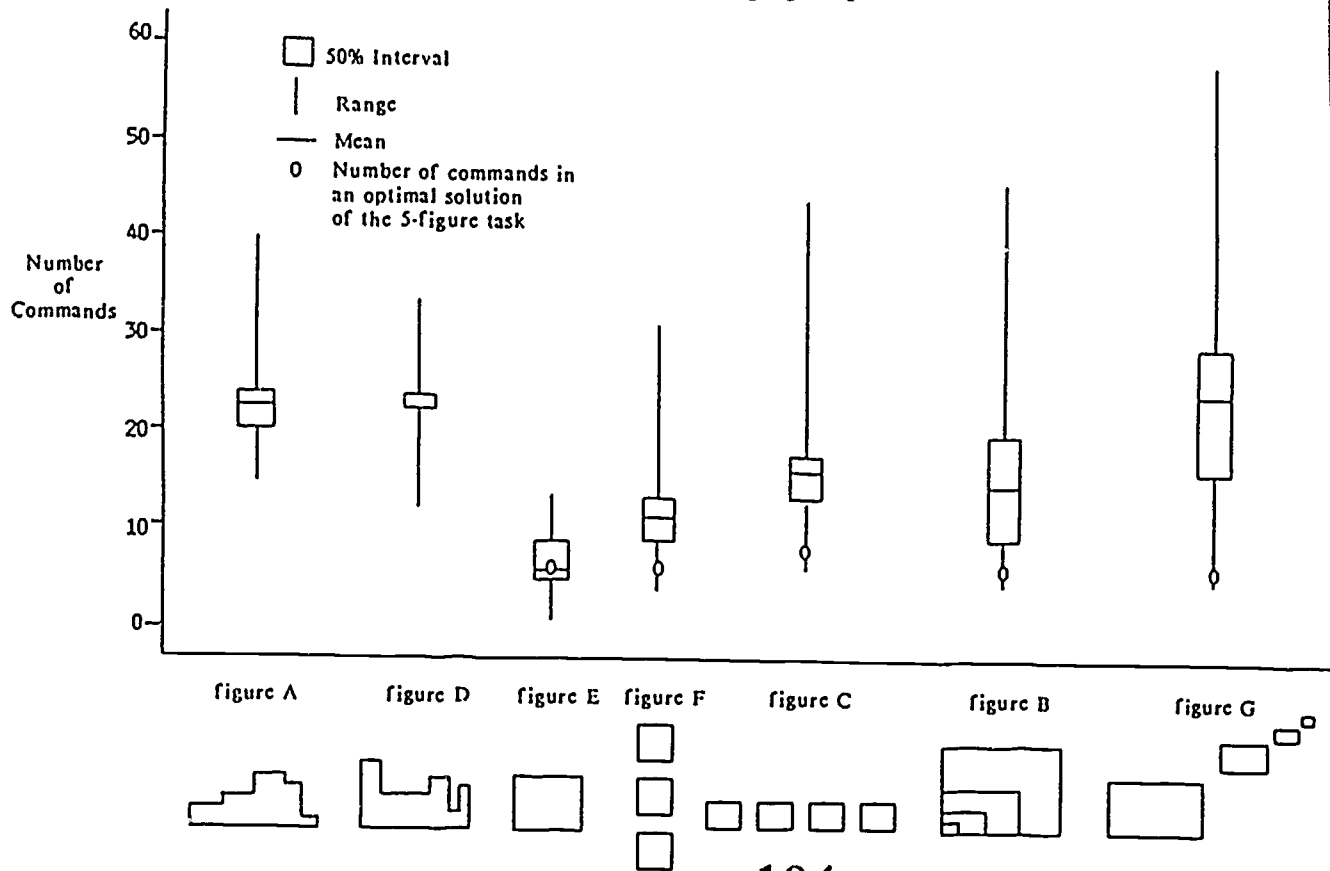 60
50% Interval
Range
50
Mean
0 Number of commands in
an optimal solution
of the 5-figure task
40
Number
of
Commands
30
20
10
0
figure A figure D figure E figure F figure C figure B figure G